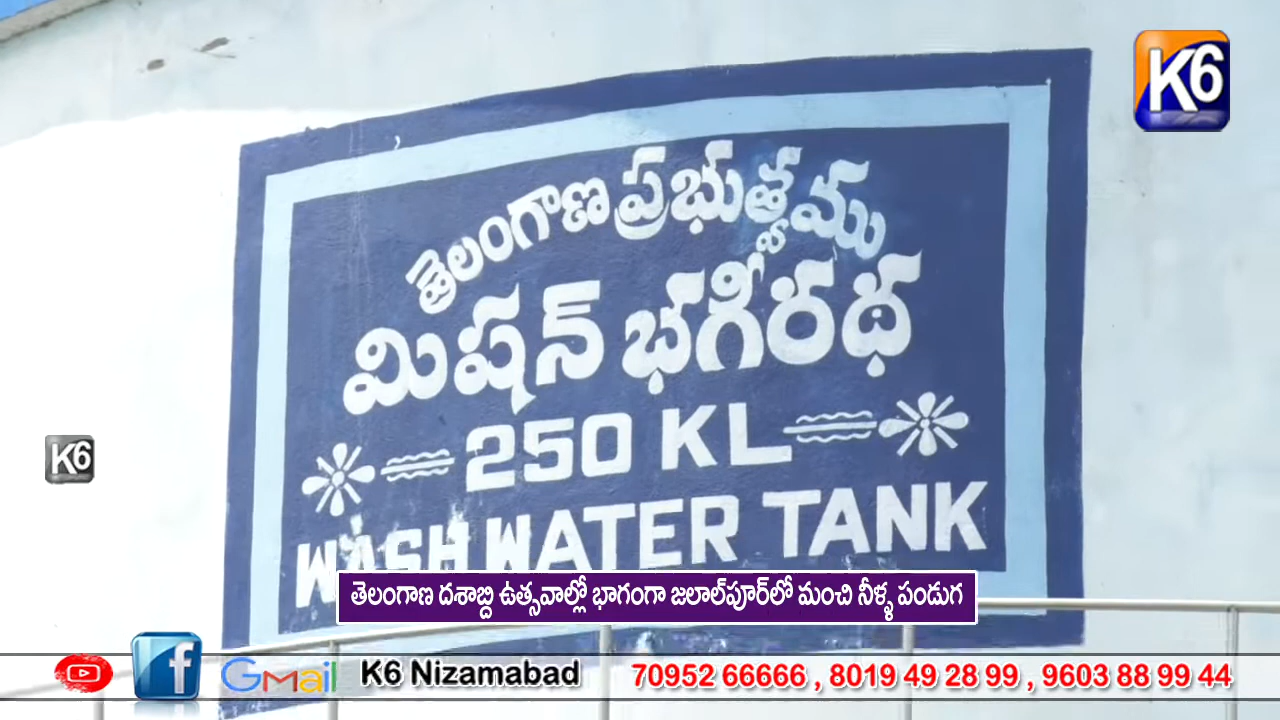 K6
తెలంగాణ ప్రభుత్వము
మిషన్ భగీరథ
250 KL
WASH WATER TANK
K6
తెలంగాణ దశాబ్ది ఉత్సవాల్లో భాగంగా జలాల్‌పూర్‌లో మంచి నీళ్ళ పండుగ
f Gmail K6 Nizamabad 70952 66666 , 8019 49 28 99 , 9603 88 99 44